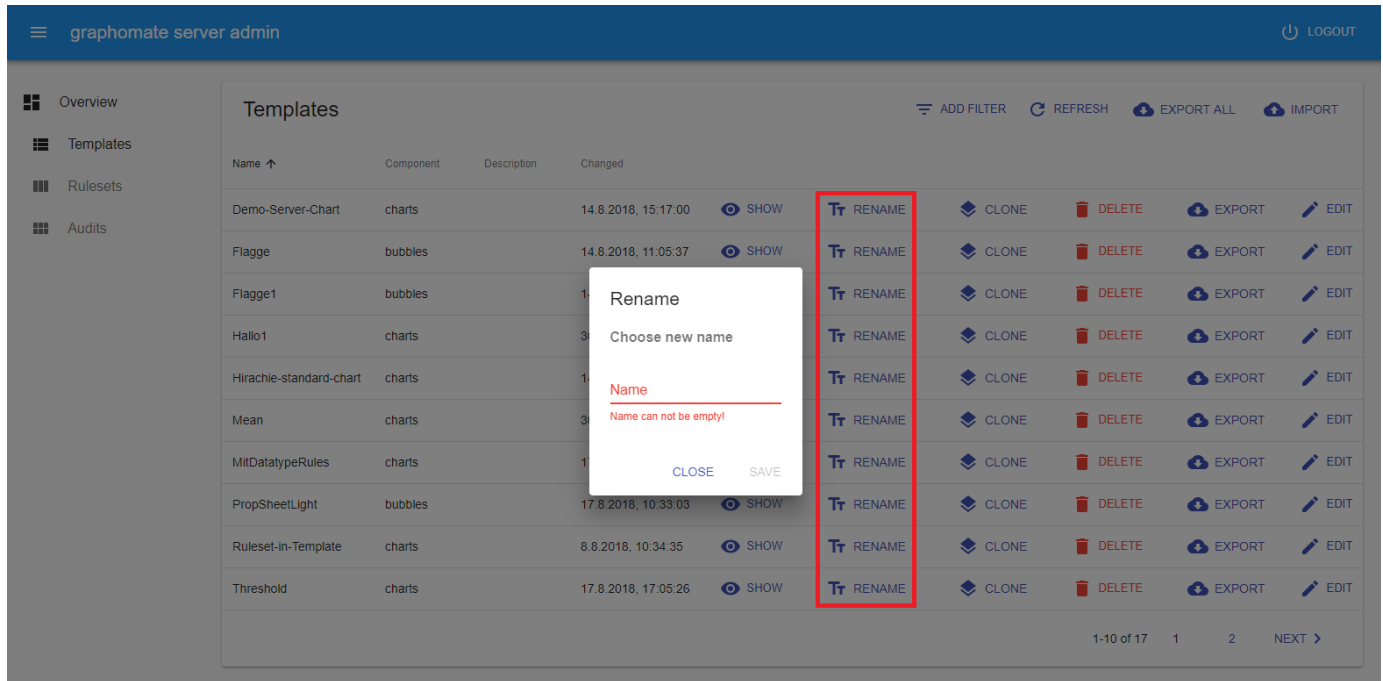 graphomate server admin LOGOUT
Overview
Templates
Rulesets
Audits
Templates ADD FILTER REFRESH EXPORT ALL IMPORT
Name Component Description Changed
Demo-Server-Chart charts 14.8.2018, 15:17:00 SHOW RENAME CLONE DELETE EXPORT EDIT
Flagge bubbles 14.8.2018, 11:05:37 SHOW RENAME CLONE DELETE EXPORT EDIT
Flagge1 bubbles RENAME CLONE DELETE EXPORT EDIT
Hallo1 charts RENAME CLONE DELETE EXPORT EDIT
Hirachie-standard-chart charts RENAME CLONE DELETE EXPORT EDIT
Mean charts RENAME CLONE DELETE EXPORT EDIT
MitDatatypeRules charts RENAME CLONE DELETE EXPORT EDIT
PropSheetLight bubbles 17.8.2018, 10:33:03 SHOW RENAME CLONE DELETE EXPORT EDIT
Ruleset-in-Template charts 8.8.2018, 10:34:35 SHOW RENAME CLONE DELETE EXPORT EDIT
Threshold charts 17.8.2018, 17:05:26 SHOW RENAME CLONE DELETE EXPORT EDIT
1-10 of 17 1 2 NEXT
Rename
Choose new name
Name
Name can not be empty!
CLOSE SAVE